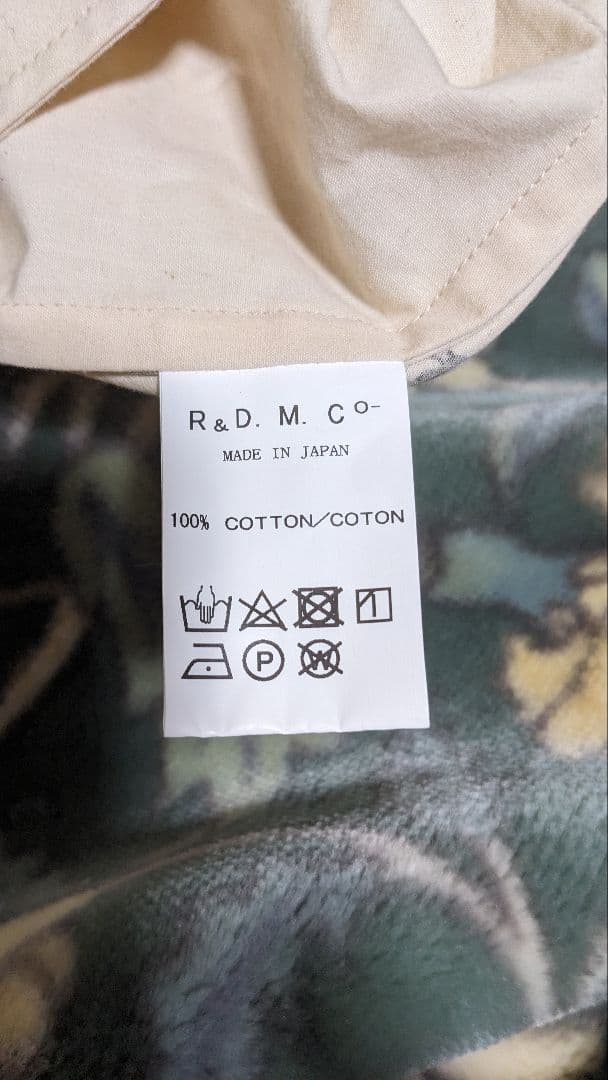 R & D. M. Co-
MADE IN JAPAN
100% COTTON/COTON
P W